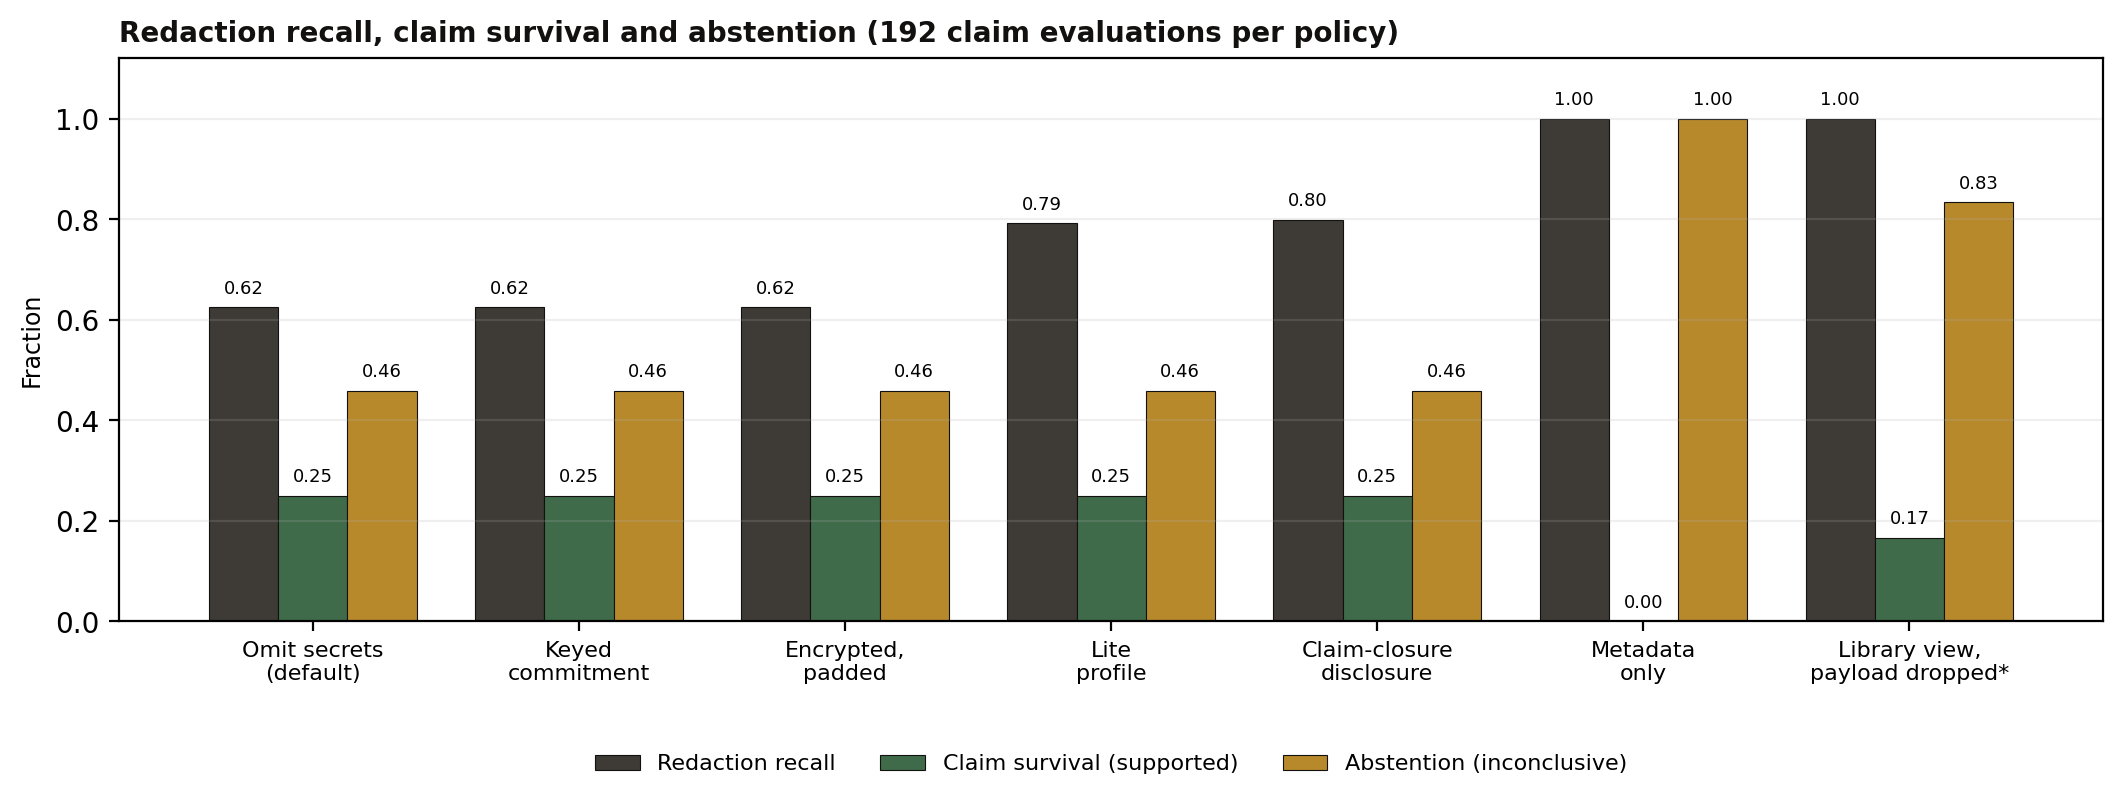 Redaction recall, claim survival and abstention (192 claim evaluations per policy)
Fraction
1.0
0.8
0.6
0.4
0.2
0.0
0.62
0.25
0.46
0.62
0.25
0.46
0.62
0.25
0.46
0.79
0.25
0.46
0.80
0.25
0.46
1.00
0.00
1.00
1.00
0.17
0.83
Omit secrets
(default)
Keyed
commitment
Encrypted,
padded
Lite
profile
Claim-closure
disclosure
Metadata
only
Library view,
payload dropped*
Redaction recall
Claim survival (supported)
Abstention (inconclusive)